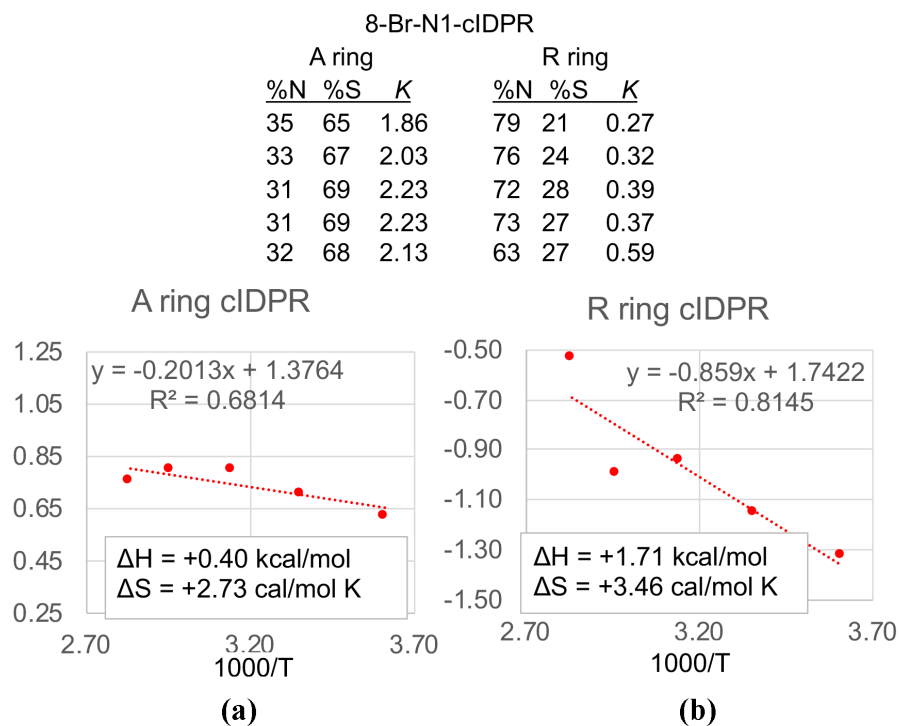 8-Br-N1-cIDPR
A ring R ring
%N %S K %N %S K
35 65 1.86 79 21 0.27
33 67 2.03 76 24 0.32
31 69 2.23 72 28 0.39
31 69 2.23 73 27 0.37
32 68 2.13 63 27 0.59
A ring cIDPR
1.25
1.05
0.85
0.65
0.45
0.25
y = -0.2013x + 1.3764
R² = 0.6814
ΔH = +0.40 kcal/mol
ΔS = +2.73 cal/mol K
2.70 3.20 3.70
1000/T
(a)
R ring cIDPR
-0.50
-0.70
-0.90
-1.10
-1.30
-1.50
y = -0.859x + 1.7422
R² = 0.8145
ΔH = +1.71 kcal/mol
ΔS = +3.46 cal/mol K
2.70 3.20 3.70
1000/T
(b)